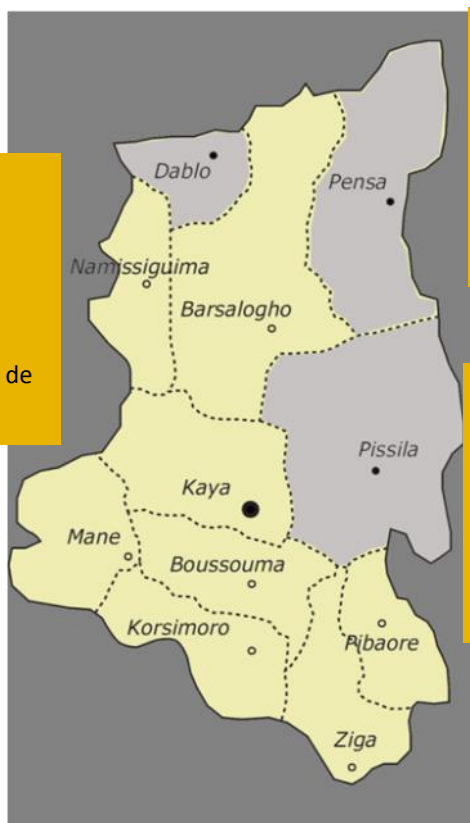 Dablo
Pensa
Namissiguima
Barsalogho
de
Pissila
Kaya
Mane
Boussouma
Korsimoro
Pibaore
Ziga